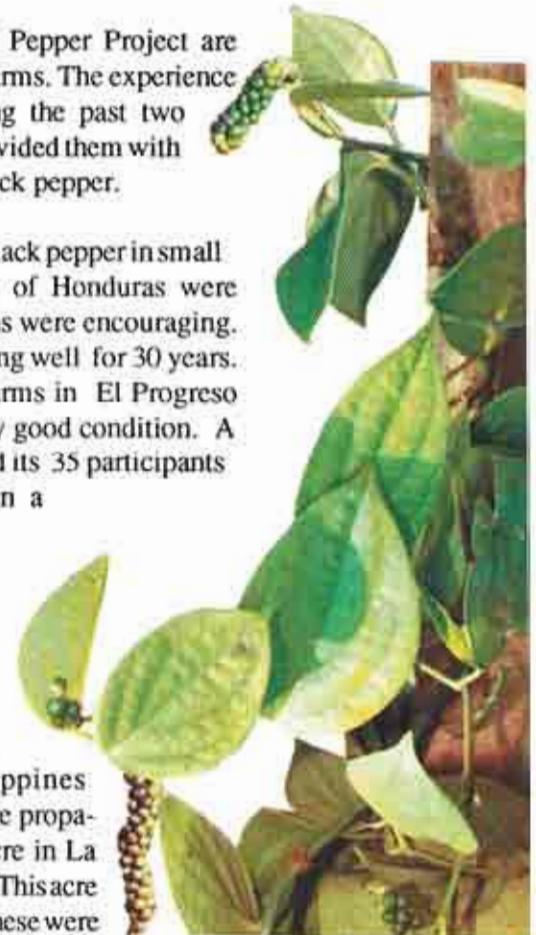 Pepper Project are
rms. The experience
g the past two
vided them with
ck pepper.
ack pepper in small
of Honduras were
s were encouraging.
ng well for 30 years.
rms in El Progreso
y good condition. A
l its 35 participants
n a
ppines
e propa-
cre in La
This acre
hese were